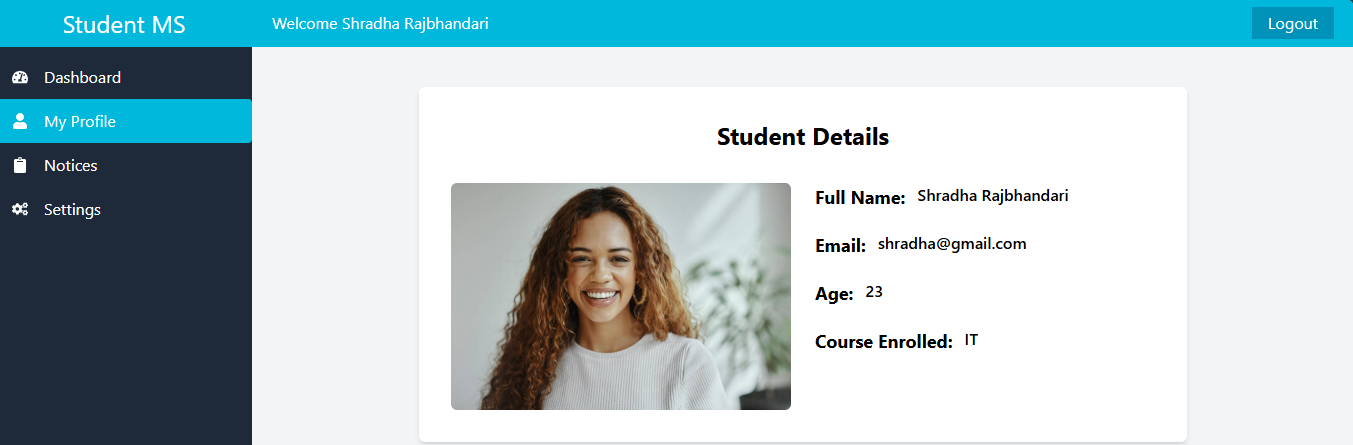 Student MS
Welcome Shradha Rajbhandari
Logout
Dashboard
My Profile
Notices
Settings
Student Details
Full Name: Shradha Rajbhandari
Email: shradha@gmail.com
Age: 23
Course Enrolled: IT